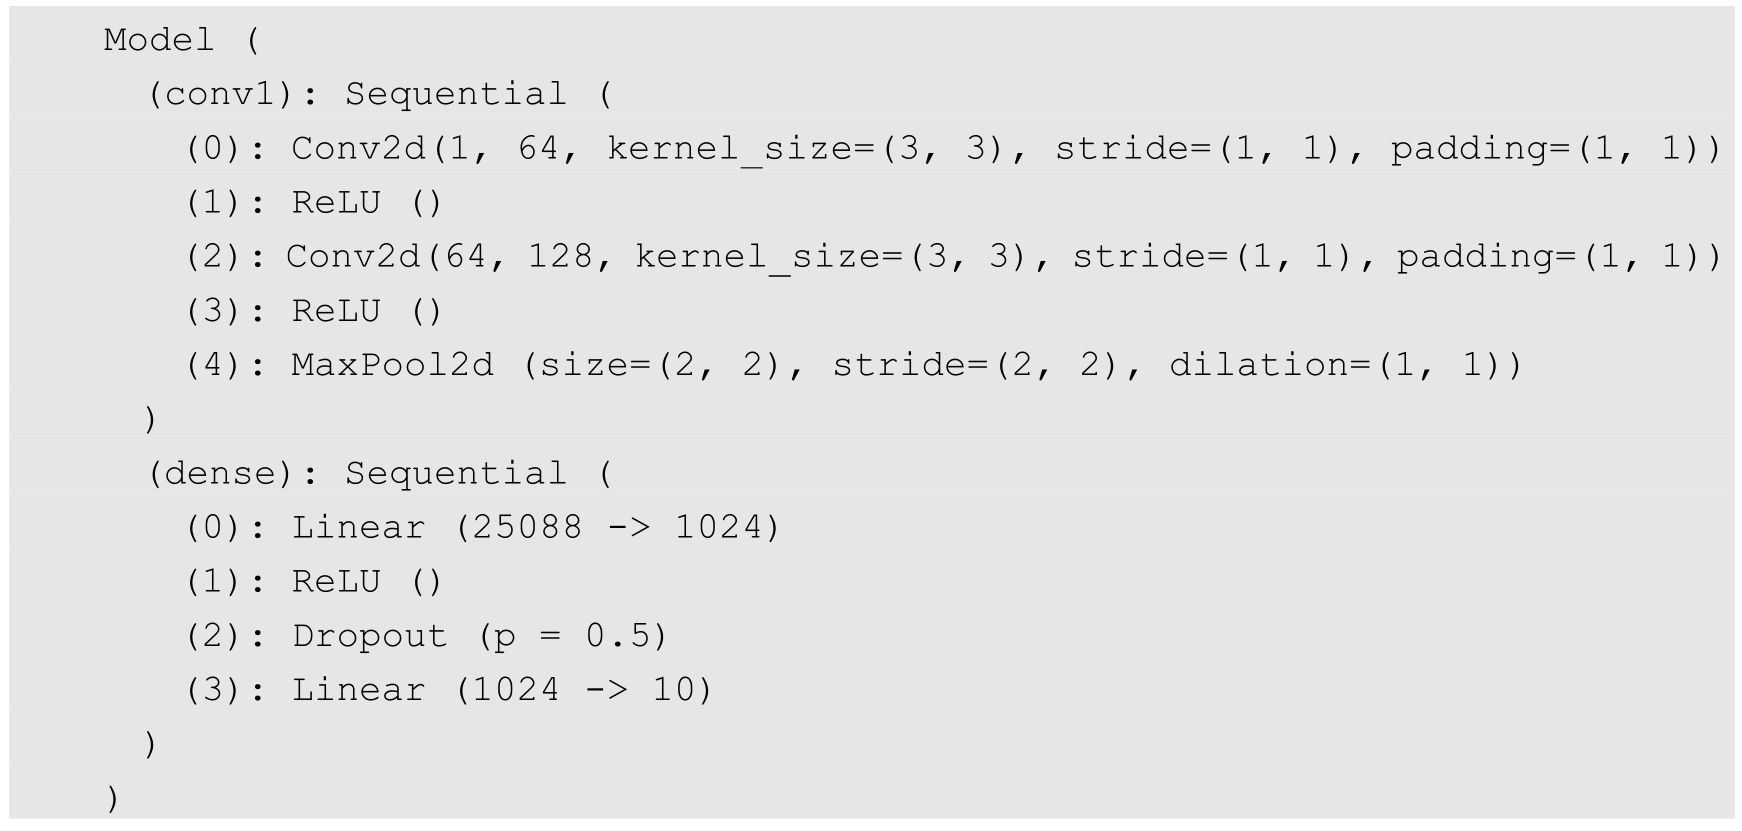 Model (
(conv1): Sequential (
(0): Conv2d(1, 64, kernel_size=(3, 3), stride=(1, 1), padding=(1, 1))
(1): ReLU ()
(2): Conv2d(64, 128, kernel_size=(3, 3), stride=(1, 1), padding=(1, 1))
(3): ReLU ()
(4): MaxPool2d (size=(2, 2), stride=(2, 2), dilation=(1, 1))
)
(dense): Sequential (
(0): Linear (25088 -> 1024)
(1): ReLU ()
(2): Dropout (p = 0.5)
(3): Linear (1024 -> 10)
)
)